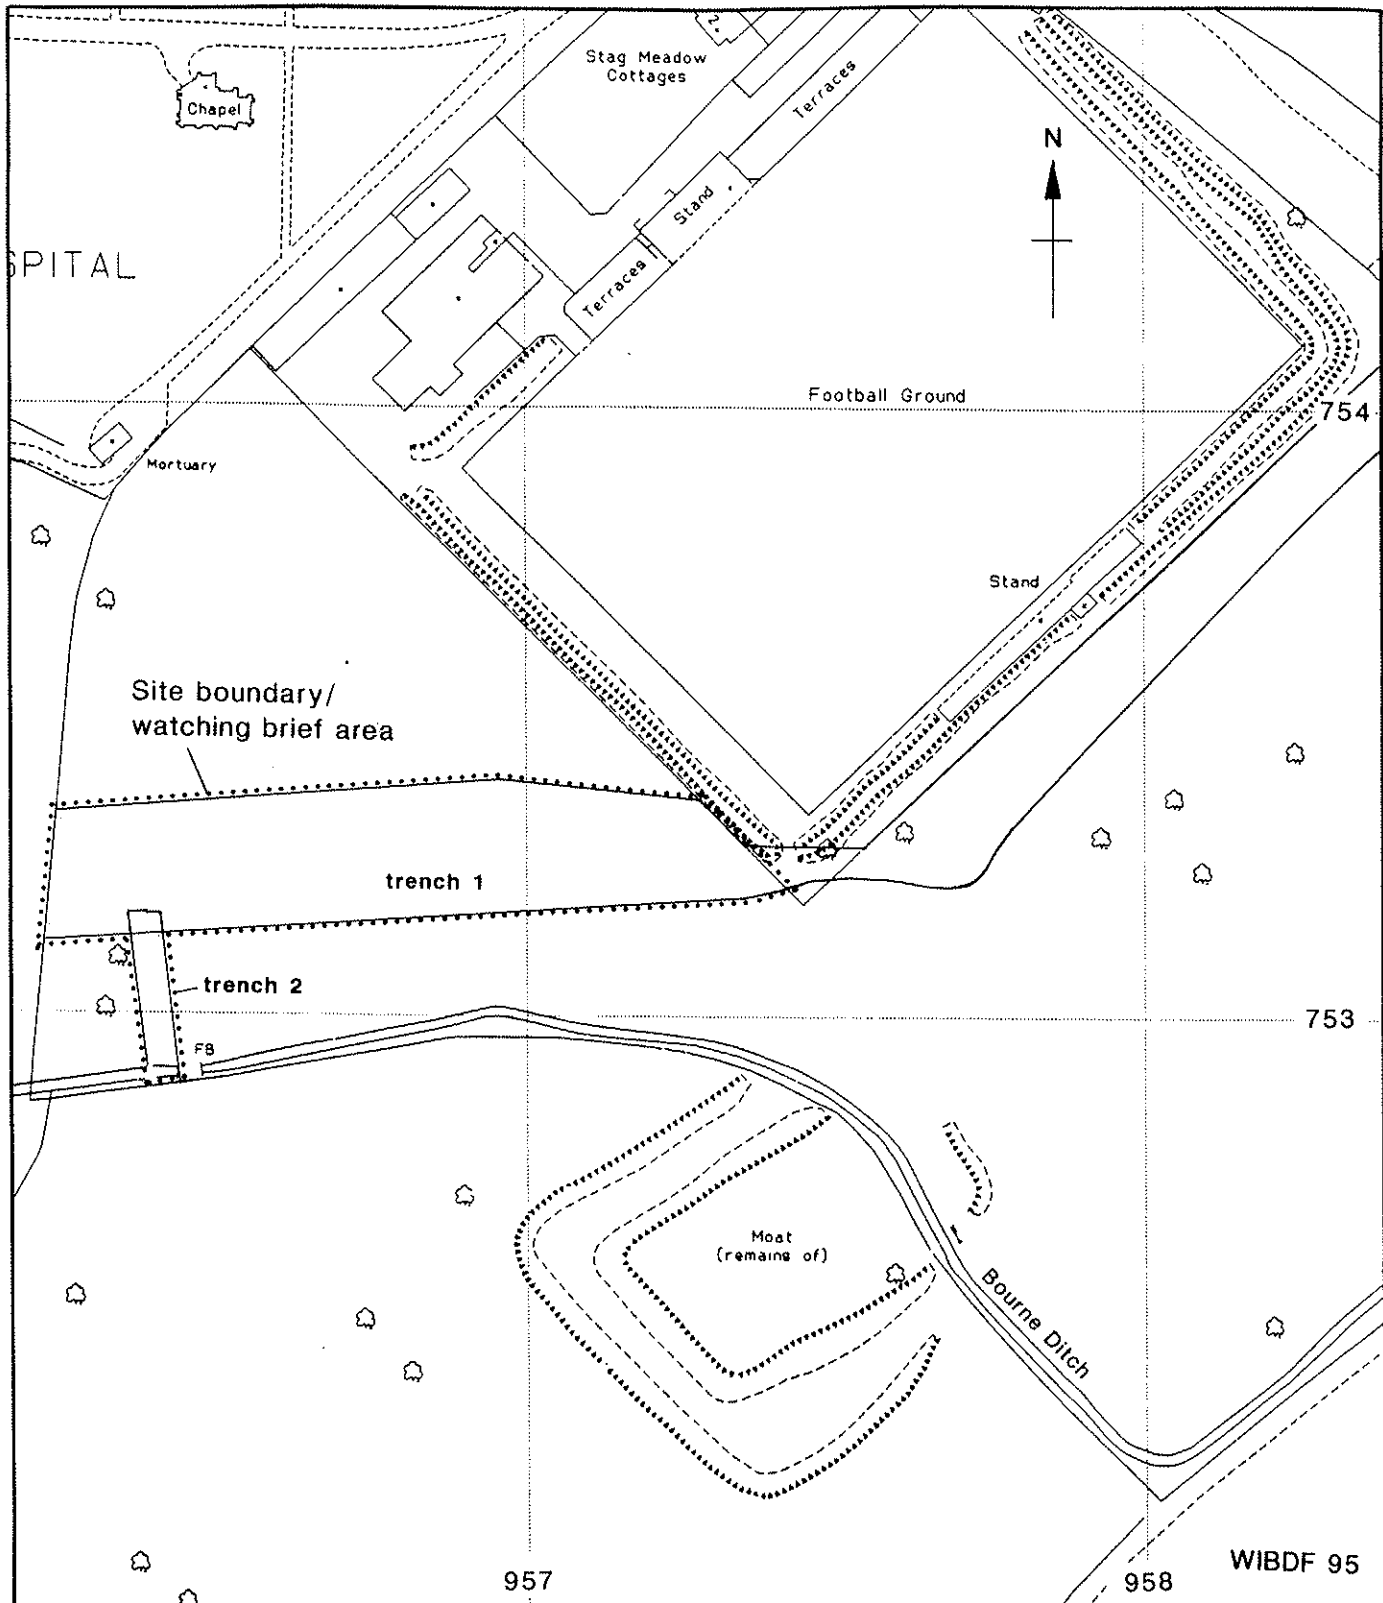 2
Stag Meadow
Cottages
Chapel
Terraces
N
Stand
SPITAL
Terraces
Football Ground
754
Mortuary
Stand
Site boundary/
watching brief area
trench 1
trench 2
753
FB
Moat
(remains of)
Bourne Ditch
WIBDF 95
957
958